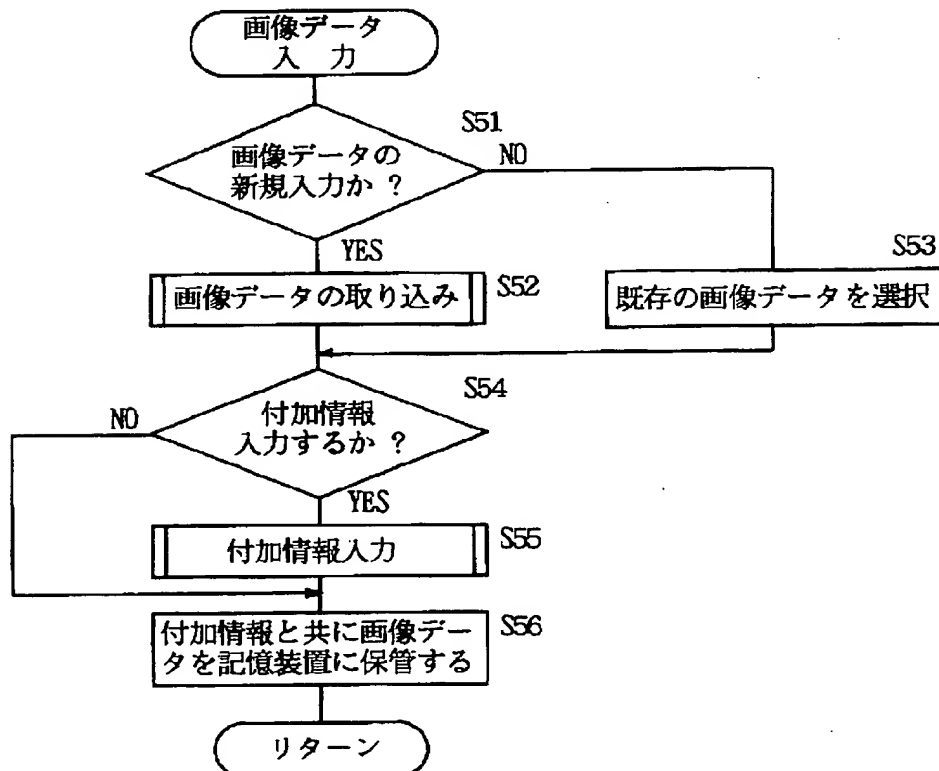 画像データ
入 力
S51
画像データの
新規入力か ?
NO
YES
S53
画像データの取り込み
S52
既存の画像データを選択
S54
NO
付加情報
入力するか ?
YES
付加情報入力
S55
付加情報と共に画像デー
タを記憶装置に保管する
S56
リターン